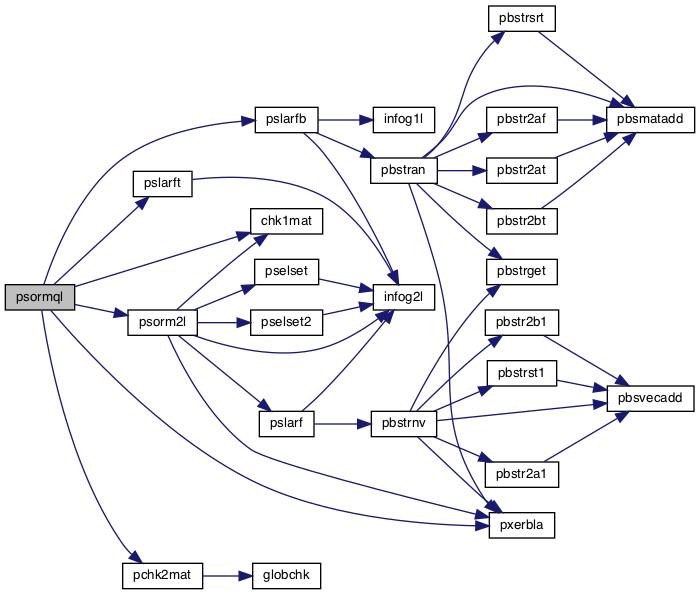 pbstrsrt
pslarfb
infog1l
pbstr2af
pbsmatadd
pbstran
pbstr2at
pslarft
chk1mat
pbstr2bt
pselset
pbstrget
psormql
infog2l
psorm2l
pselset2
pbstr2b1
pbstrst1
pbsvecadd
pslarf
pbstrnv
pbstr2a1
pxerbla
pchk2mat
globchk